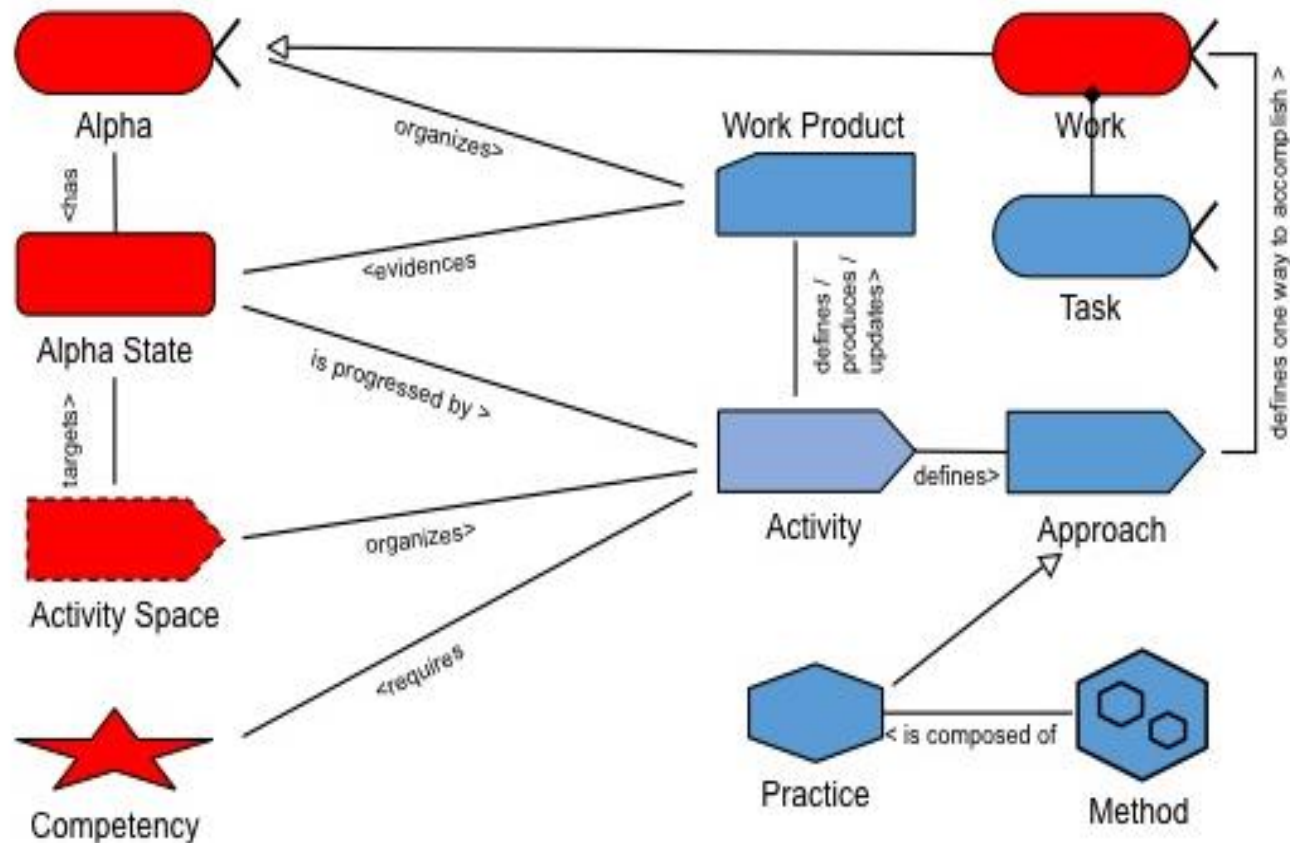 Alpha
organizes>
Work Product
Work
<has
<evidences
defines /
produces /
updates>
Task
defines one way to accomplish >
Alpha State
is progressed by >
targets>
defines>
organizes>
Activity
Approach
Activity Space
<requires
< is composed of
Practice
Method
Competency